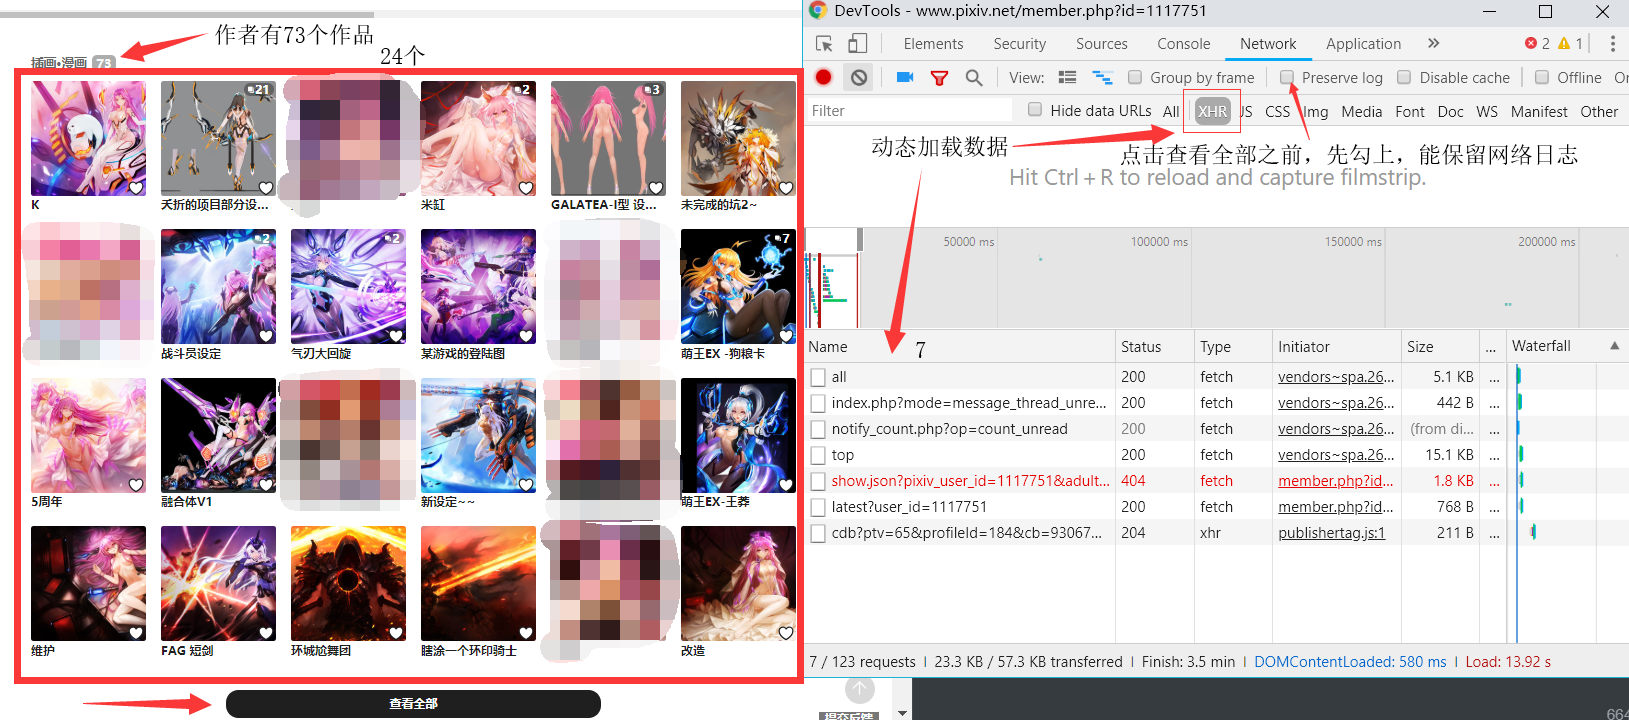 作者有73个作品
插画•漫画 73
24个
21
2
3
K
夭折的项目部分设...
米缸
GALATEA-I型 设...
未完成的坑2~
2
2
7
战斗员设定
气刃大回旋
某游戏的登陆图
萌王EX -狗粮卡
5周年
融合体V1
新设定~~
萌王EX-王葬
维护
FAG 短剑
环城尬舞团
瞎涂一个环印骑士
改造
查看全部
DevTools - www.pixiv.net/member.php?id=1117751
Elements Security Sources Console Network Application » 2 1
View: Group by frame Preserve log Disable cache Offline
Filter Hide data URLs All XHR JS CSS Img Media Font Doc WS Manifest Other
动态加载数据
点击查看全部之前，先勾上，能保留网络日志
Hit Ctrl + R to reload and capture filmstrip.
50000 ms 100000 ms 150000 ms 200000 ms
7
Name Status Type Initiator Size ... Waterfall
all 200 fetch vendors~spa.26... 5.1 KB ...
index.php?mode=message_thread_unre... 200 fetch vendors~spa.26... 442 B ...
notify_count.php?op=count_unread 200 fetch vendors~spa.26... (from di... ...
top 200 fetch vendors~spa.26... 15.1 KB ...
show.json?pixiv_user_id=1117751&adult... 404 fetch member.php?id... 1.8 KB ...
latest?user_id=1117751 200 fetch member.php?id... 768 B ...
cdb?ptv=65&profileId=184&cb=93067... 204 xhr publishertag.js:1 211 B ...
7 / 123 requests | 23.3 KB / 57.3 KB transferred | Finish: 3.5 min | DOMContentLoaded: 580 ms | Load: 13.92 s
提交反馈
664